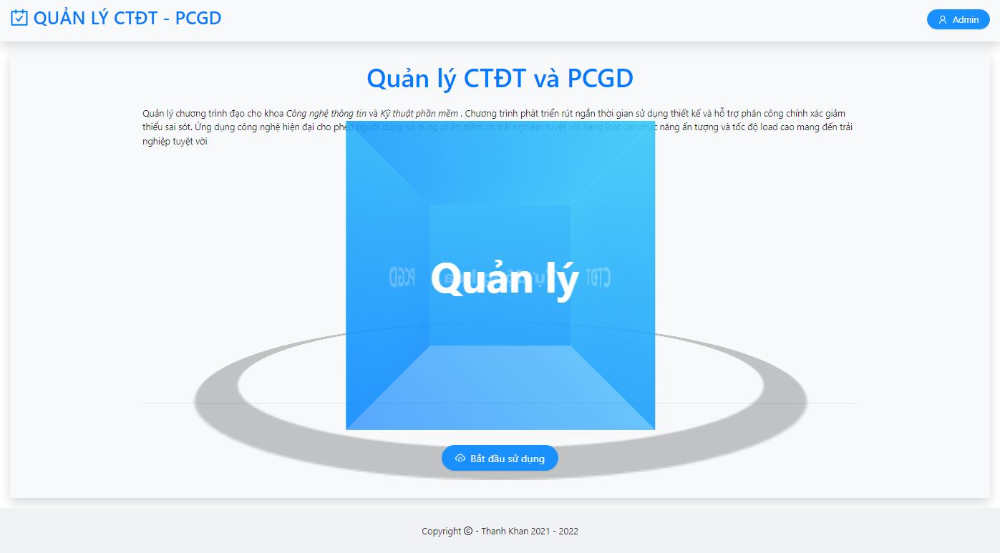 QUẢN LÝ CTĐT - PCGD
Admin
Quản lý CTĐT và PCGD
Quản lý chương trình đạo cho khoa Công nghệ thông tin và Kỹ thuật phần mềm . Chương trình phát triển rút ngắn thời gian sử dụng thiết kế và hỗ trợ phân công chính xác giảm
thiểu sai sót. Ứng dụng công nghệ hiện đại cho phép người dùng sử dụng phần mềm có trải nghiệm tuyệt vời hàng loạt các chức năng ấn tượng và tốc độ load cao mang đến trải
nghiệp tuyệt vời
PCGD
Quản lý
CTĐT
Bắt đầu sử dụng
Copyright © - Thanh Khan 2021 - 2022